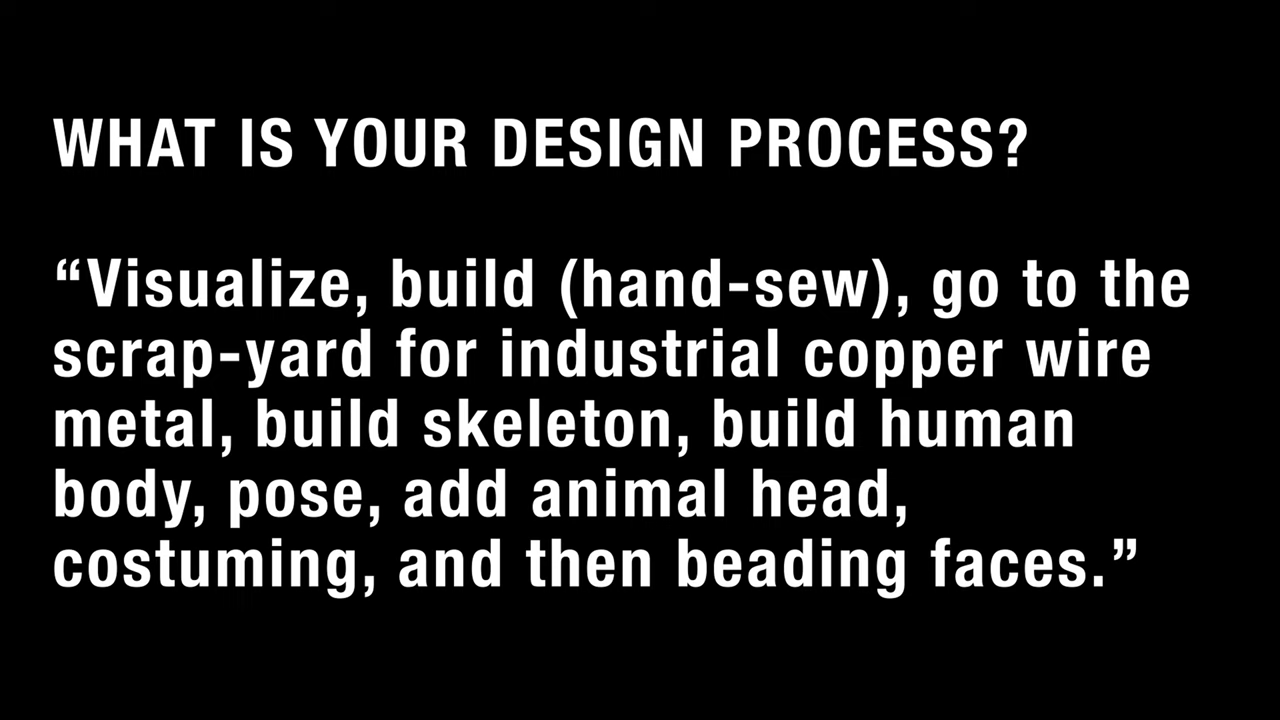 WHAT IS YOUR DESIGN PROCESS?
“Visualize, build (hand-sew), go to the
scrap-yard for industrial copper wire
metal, build skeleton, build human
body, pose, add animal head,
costuming, and then beading faces.”